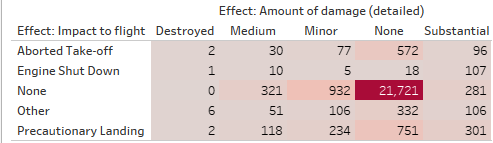 Effect: Amount of damage (detailed)
Effect: Impact to flight Destroyed Medium Minor None Substantial
Aborted Take-off 2 30 77 572 96
Engine Shut Down 1 10 5 18 107
None 0 321 932 21,721 281
Other 6 51 106 332 106
Precautionary Landing 2 118 234 751 301